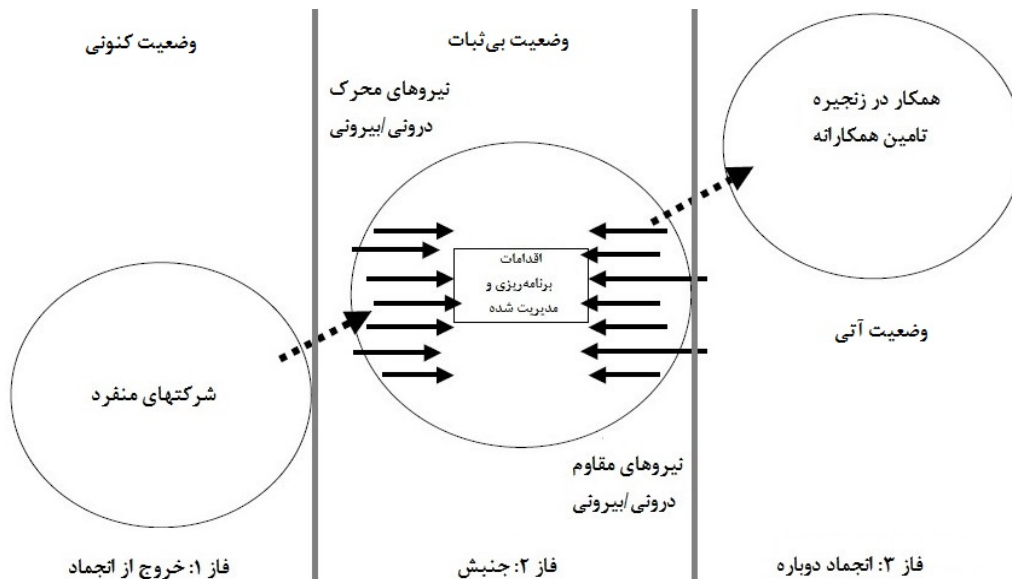 وضعیت کنونی
وضعیت بی‌ثبات
نیروهای محرک
درونی/بیرونی
همکار در زنجیره
تامین همکارانه
اقدامات
برنامه‌ریزی و
مدیریت شده
شرکتهای منفرد
وضعیت آتی
نیروهای مقاوم
درونی/بیرونی
فاز ۱: خروج از انجماد
فاز ۲: جنبش
فاز ۳: انجماد دوباره